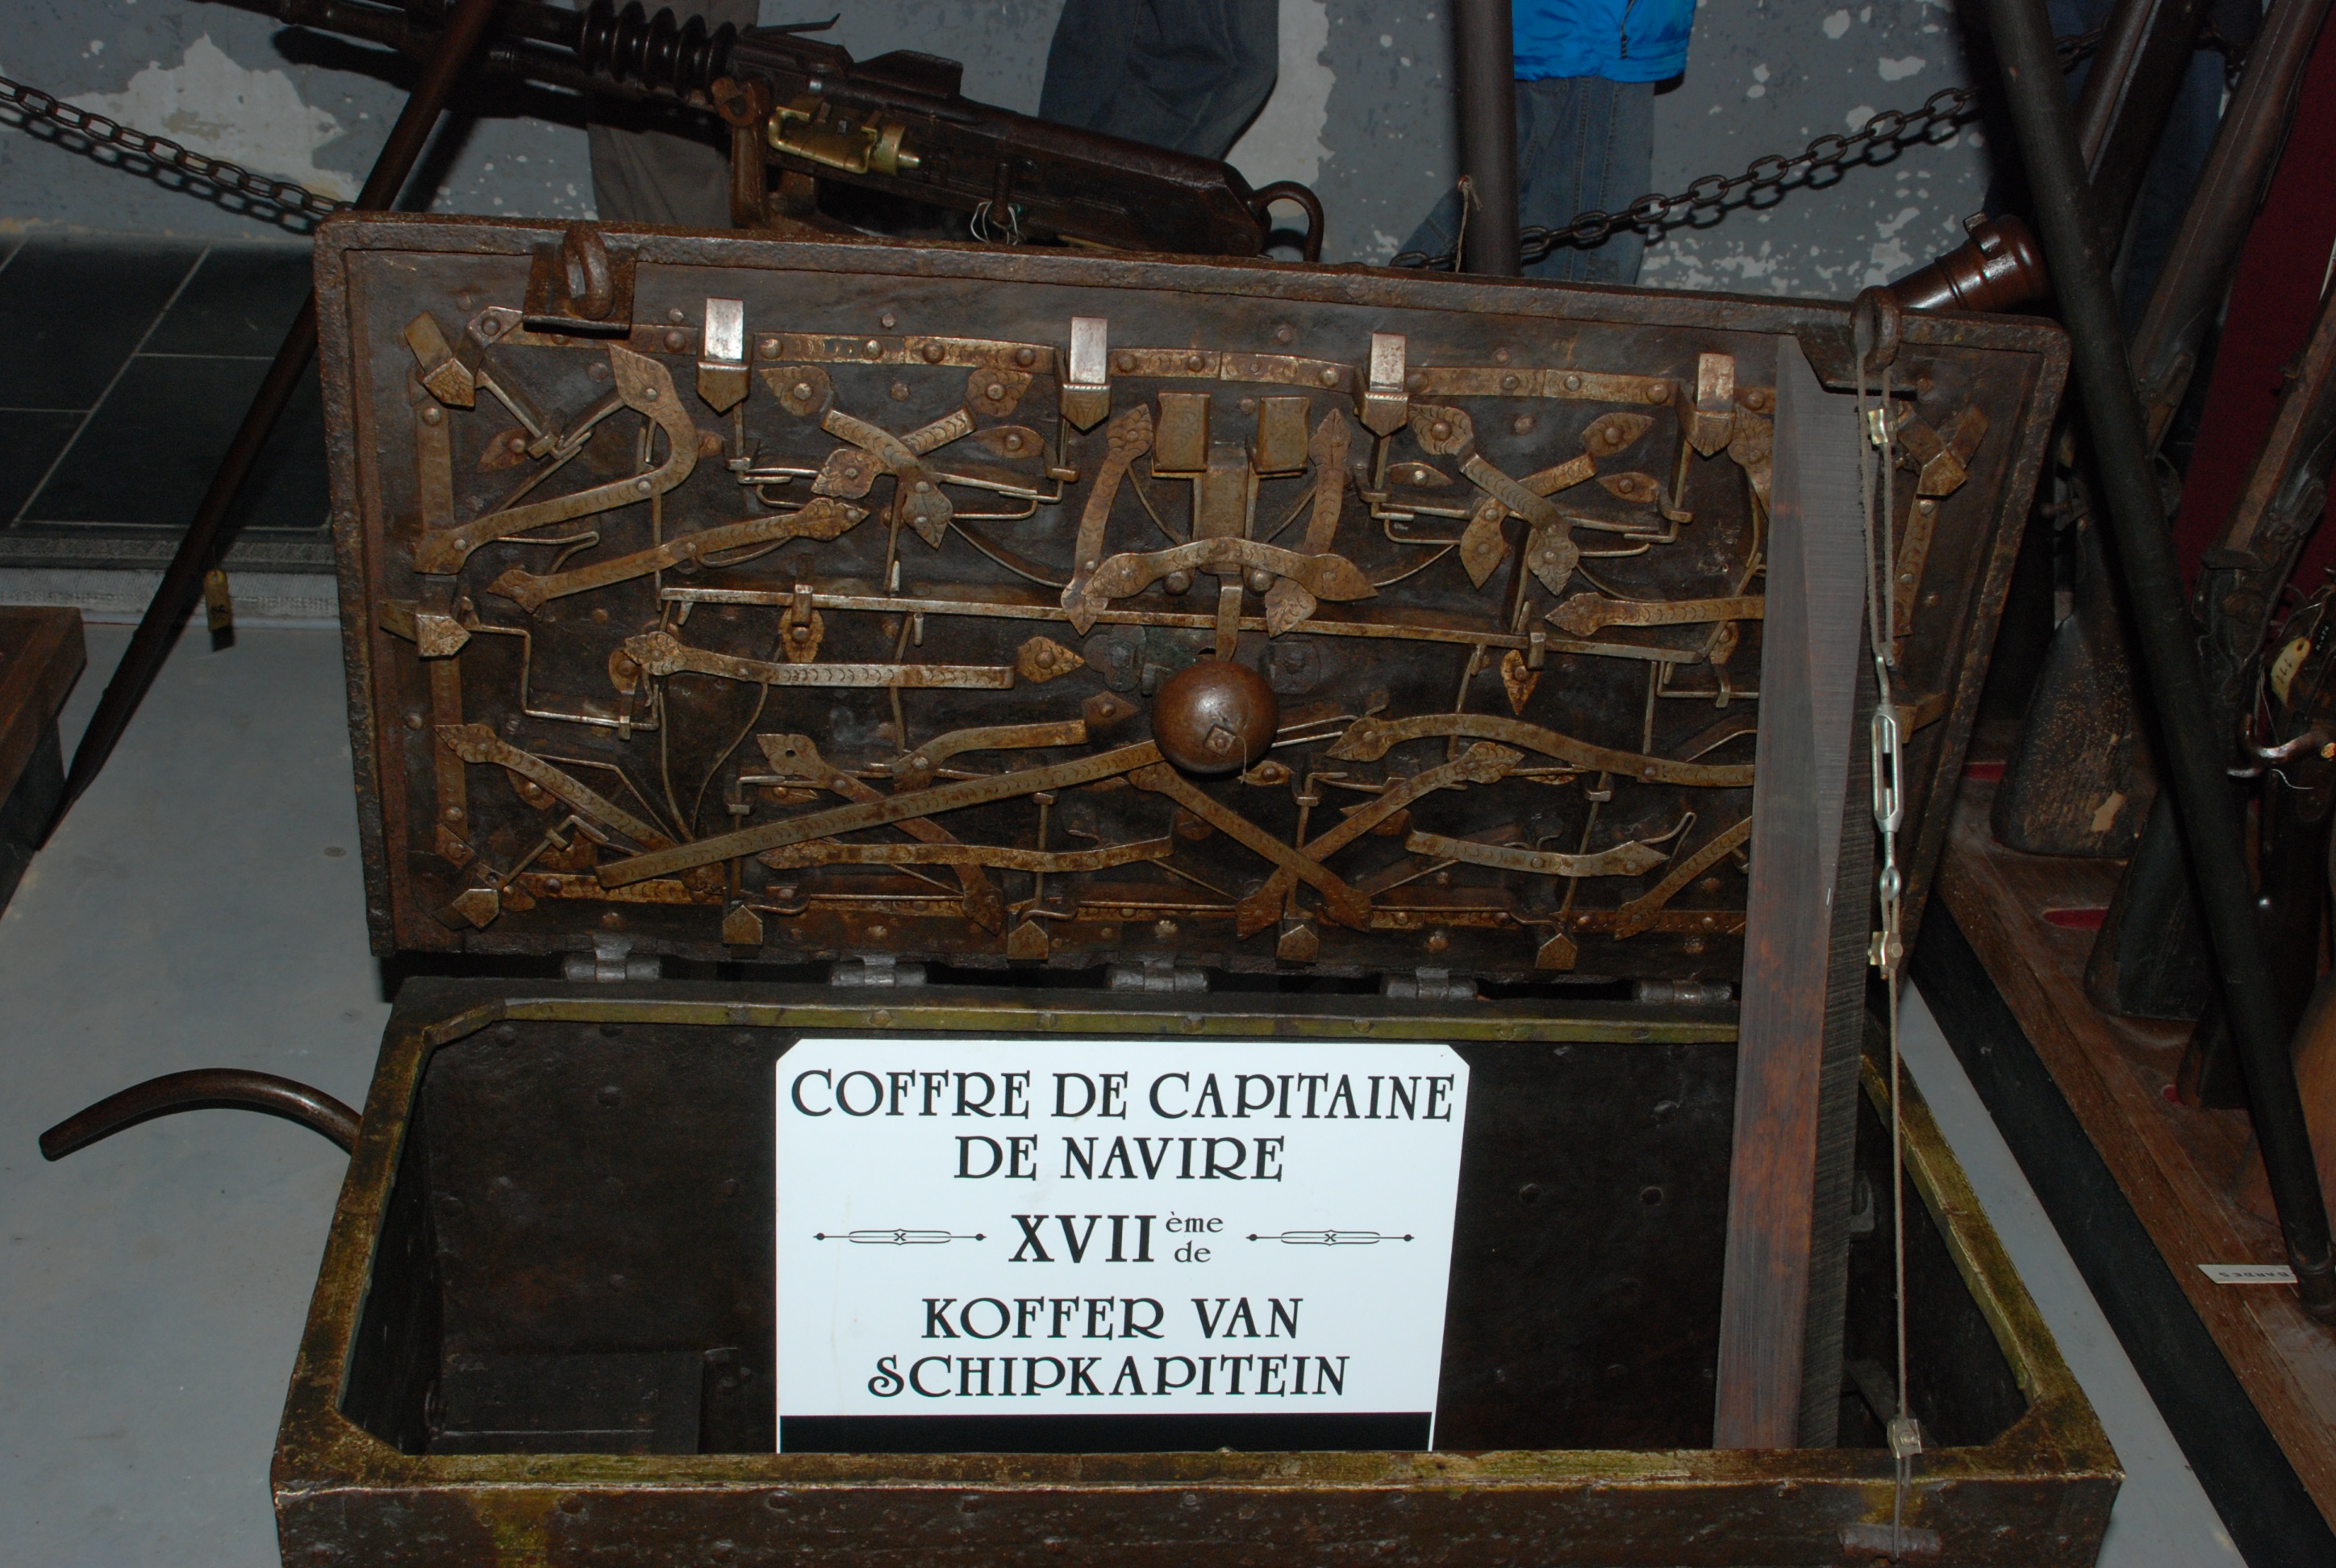 COFFRE DE CAPITAINE
DE NAVIRE
XVII ème
de
KOFFER VAN
SCHIPKAPITEIN